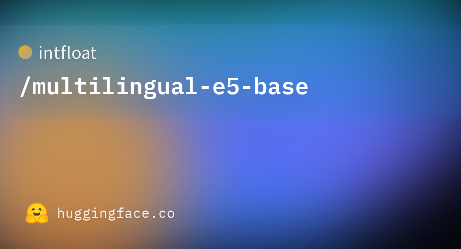 intfloat
/multilingual-e5-base
huggingface.co